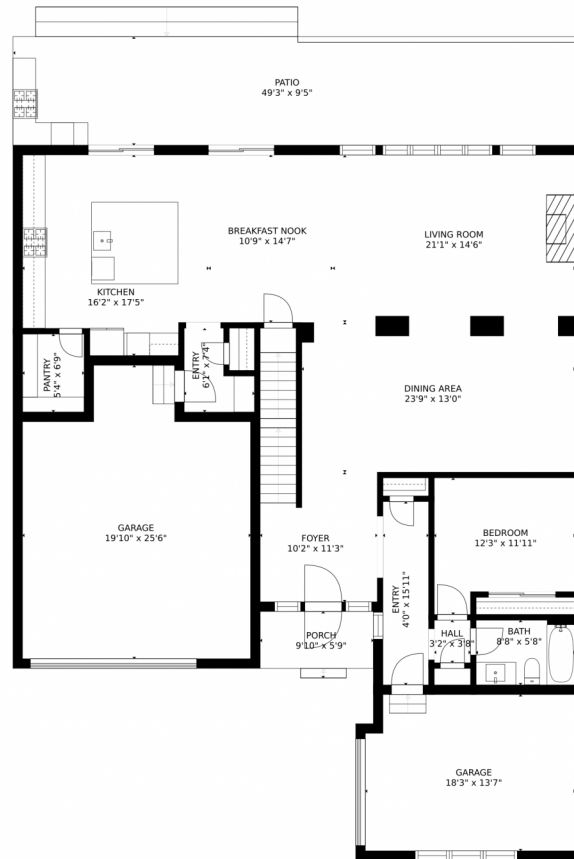 PATIO
49'3" x 9'5"
BREAKFAST NOOK
10'9" x 14'7"
LIVING ROOM
21'1" x 14'6"
KITCHEN
16'2" x 17'5"
PANTRY
5'4" x 6'9"
ENTRY
6'1" x 7'4"
DINING AREA
23'9" x 13'0"
GARAGE
19'10" x 25'6"
FOYER
10'2" x 11'3"
BEDROOM
12'3" x 11'11"
ENTRY
4'0" x 15'11"
PORCH
9'10" x 5'9"
HALL
3'2" x 3'8"
BATH
8'8" x 5'8"
GARAGE
18'3" x 13'7"